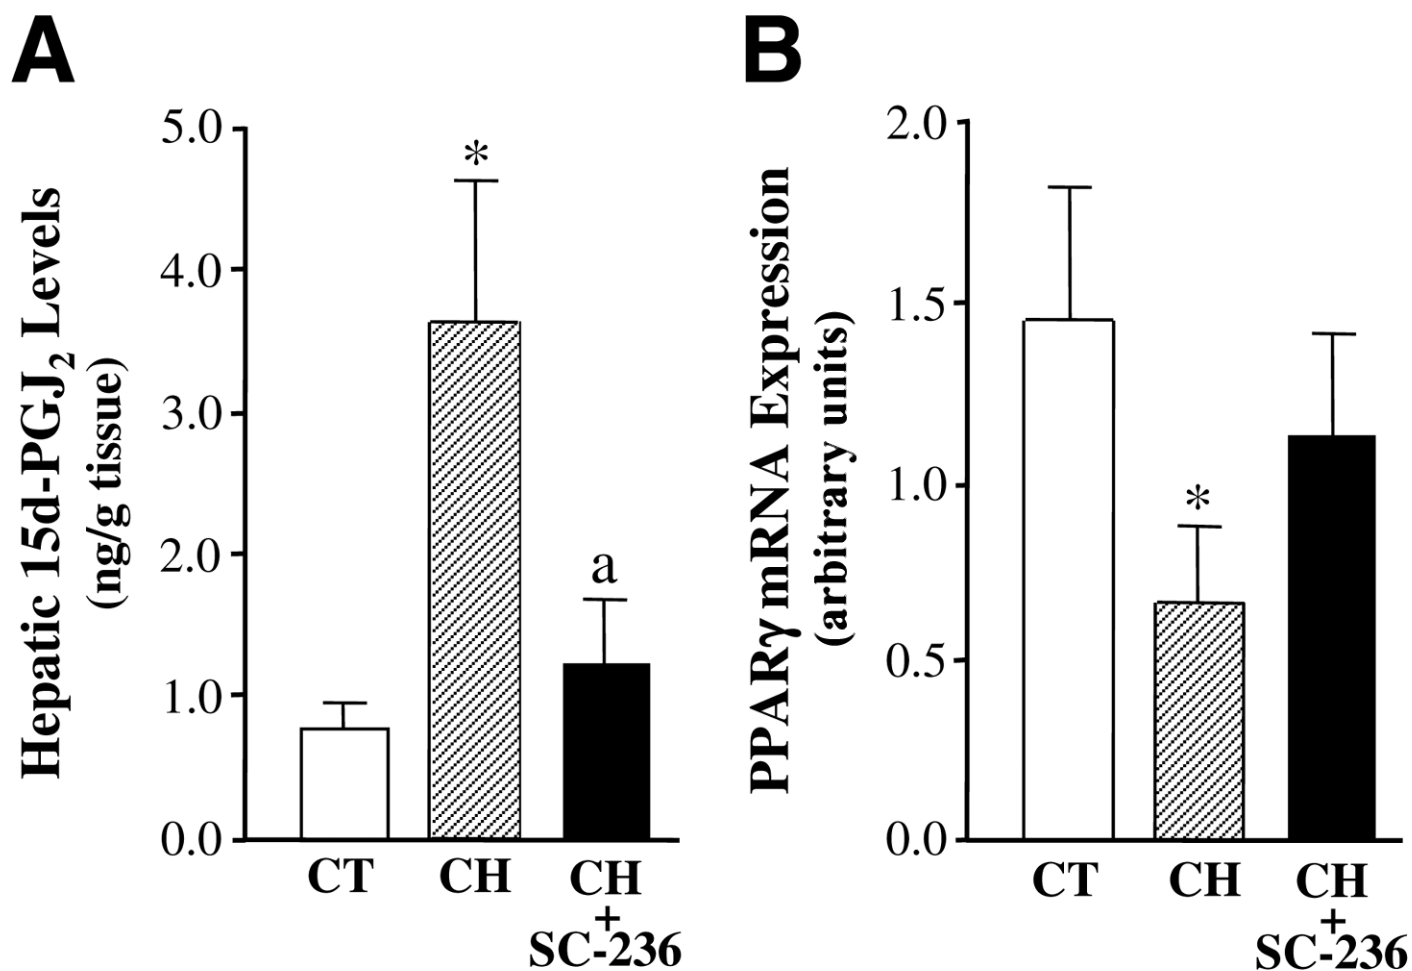 A
Hepatic 15d-PGJ2 Levels
(ng/g tissue)
5.0
4.0
3.0
2.0
1.0
0.0
*
a
CT
CH
CH
+
SC-236
B
PPARγ mRNA Expression
(arbitrary units)
2.0
1.5
1.0
0.5
0.0
*
CT
CH
CH
+
SC-236